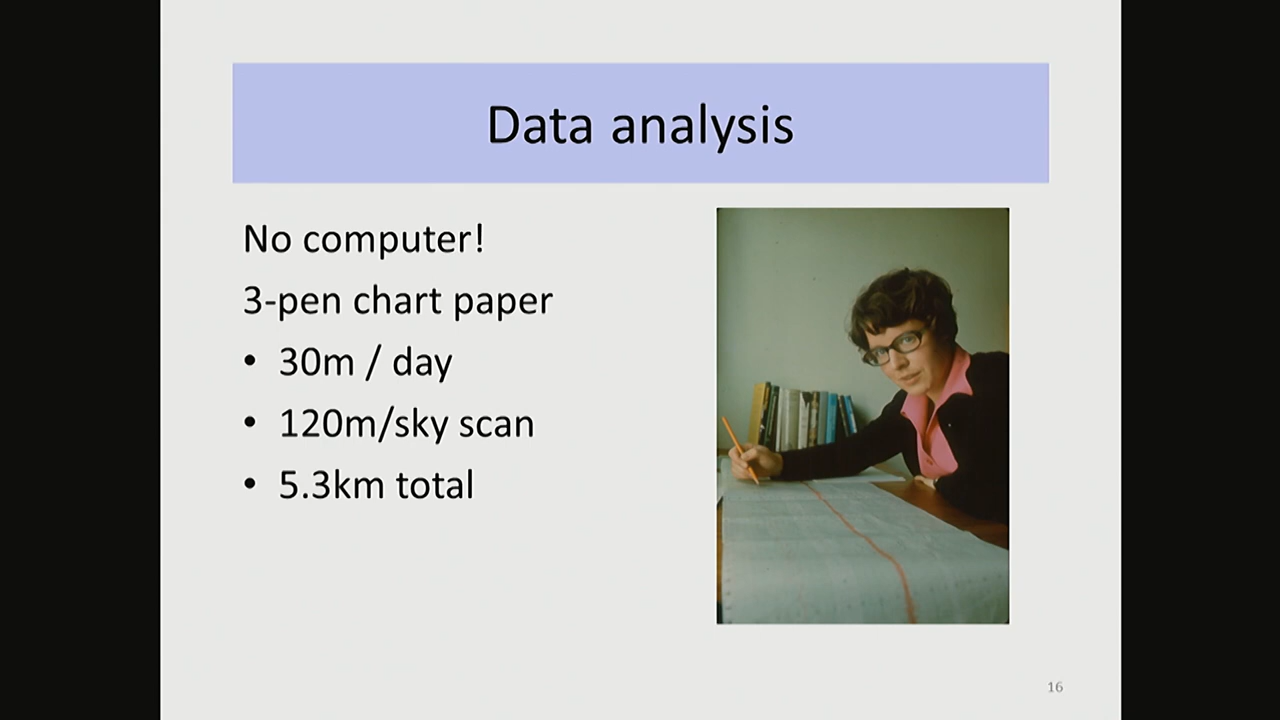 Data analysis
No computer!
3-pen chart paper
• 30m / day
• 120m/sky scan
• 5.3km total
16